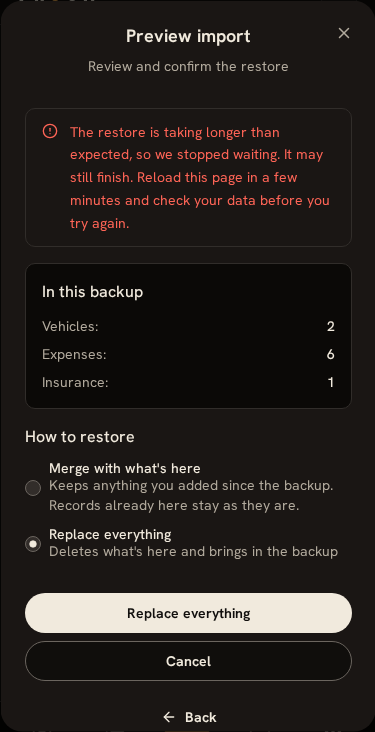 Preview import
Review and confirm the restore
The restore is taking longer than
expected, so we stopped waiting. It may
still finish. Reload this page in a few
minutes and check your data before you
try again.
In this backup
Vehicles: 2
Expenses: 6
Insurance: 1
How to restore
Merge with what's here
Keeps anything you added since the backup.
Records already here stay as they are.
Replace everything
Deletes what's here and brings in the backup
Replace everything
Cancel
Back